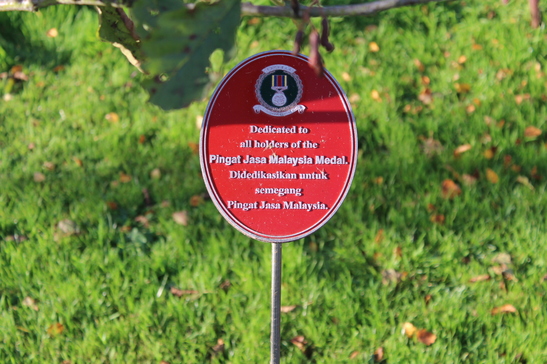 Dedicated to
all holders of the
Pingat Jasa Malaysia Medal.
Didedikasikan untuk
semegang
Pingat Jasa Malaysia.